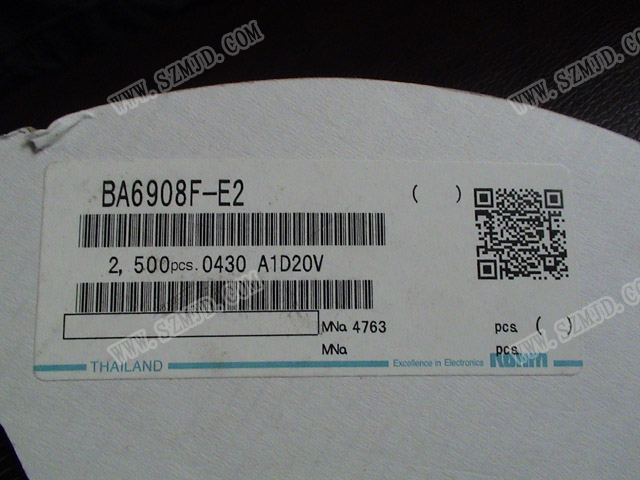 WWW.SZMJD.COM
WWW.SZMJD.COM
BA6908F-E2 ( )
2,500pcs.0430 A1D20V
WWW.SZMJD.COM
MNo. 4763 pcs. ( )
MNo. pcs.
WWW.SZMJD.COM
THAILAND Excellence in Electronics ROHM